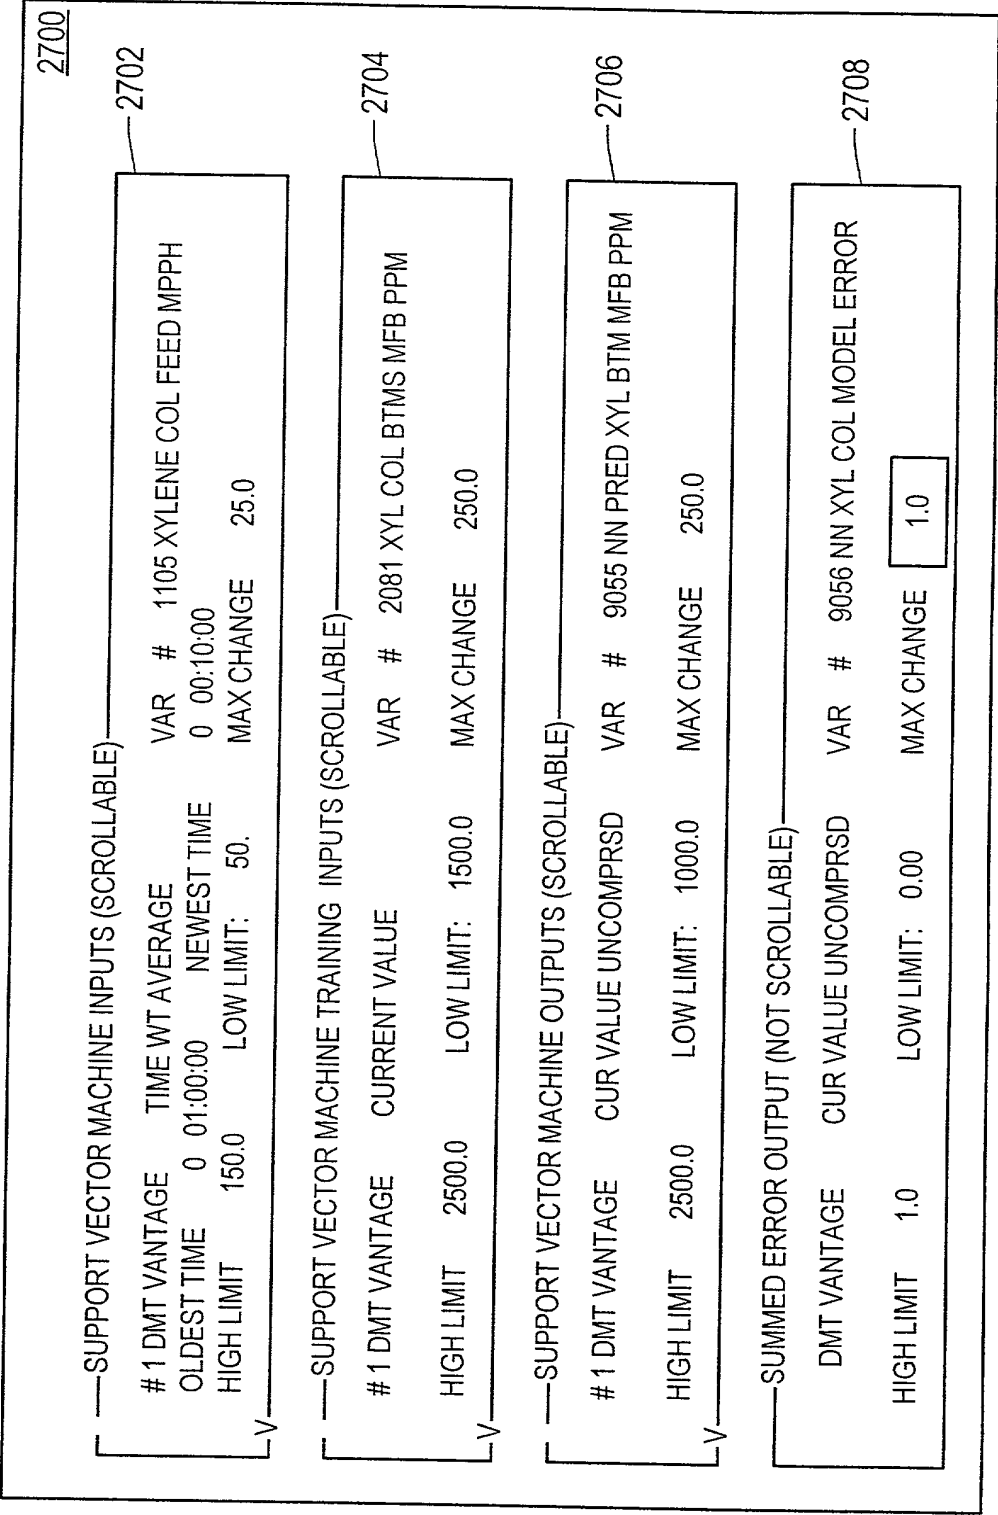 2700
2702
SUPPORT VECTOR MACHINE INPUTS (SCROLLABLE)
# 1 DMT VANTAGE TIME WT AVERAGE VAR # 1105 XYLENE COL FEED MPPH
OLDEST TIME 0 01:00:00 NEWEST TIME 0 00:10:00
HIGH LIMIT 150.0 LOW LIMIT: 50. MAX CHANGE 25.0
V
2704
SUPPORT VECTOR MACHINE TRAINING INPUTS (SCROLLABLE)
# 1 DMT VANTAGE CURRENT VALUE VAR # 2081 XYL COL BTMS MFB PPM
HIGH LIMIT 2500.0 LOW LIMIT: 1500.0 MAX CHANGE 250.0
V
2706
SUPPORT VECTOR MACHINE OUTPUTS (SCROLLABLE)
# 1 DMT VANTAGE CUR VALUE UNCOMPRSD VAR # 9055 NN PRED XYL BTM MFB PPM
HIGH LIMIT 2500.0 LOW LIMIT: 1000.0 MAX CHANGE 250.0
V
2708
SUMMED ERROR OUTPUT (NOT SCROLLABLE)
DMT VANTAGE CUR VALUE UNCOMPRSD VAR # 9056 NN XYL COL MODEL ERROR
HIGH LIMIT 1.0 LOW LIMIT: 0.00 MAX CHANGE 1.0